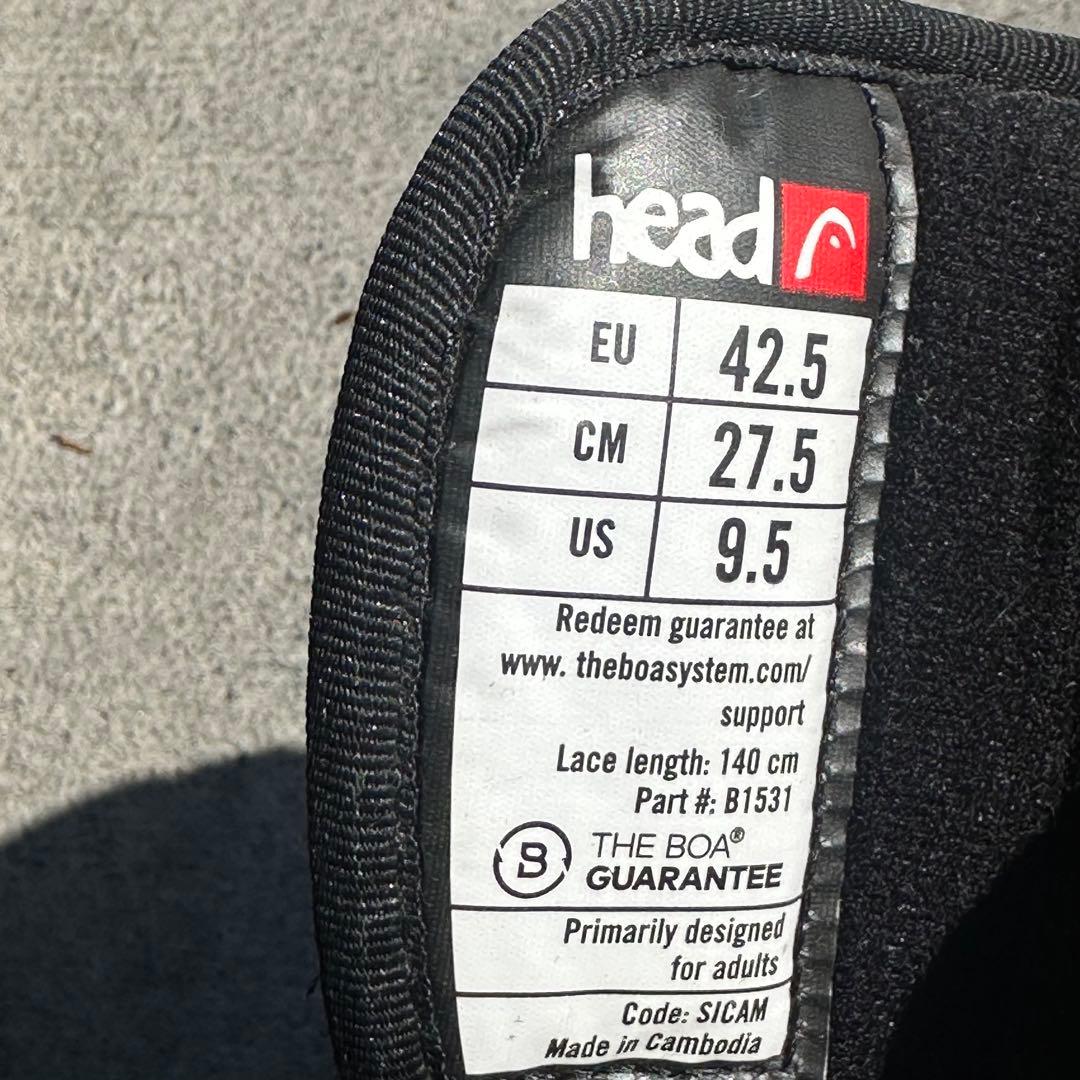 head
EU 42.5
CM 27.5
US 9.5
Redeem guarantee at
www. theboasystem.com/
support
Lace length: 140 cm
Part #: B1531
B THE BOA®
GUARANTEE
Primarily designed
for adults
Code: SICAM
Made in Cambodia